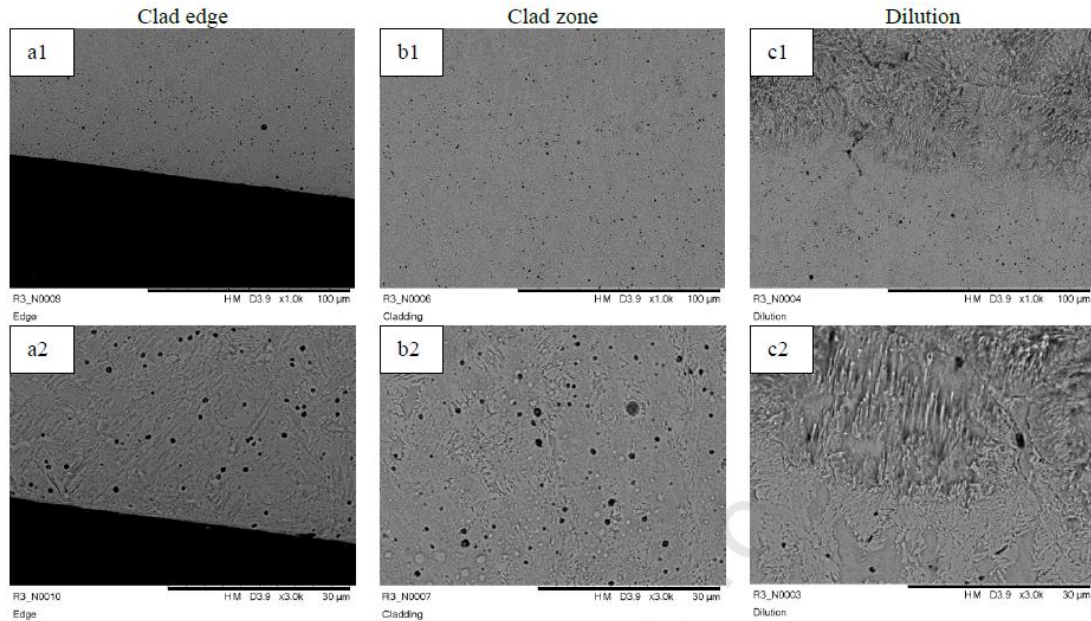 Clad edge
Clad zone
Dilution
a1
b1
c1
R3_N0009 HM D3.9 x1.0k 100 µm
Edge
R3_N0006 HM D3.9 x1.0k 100 µm
Cladding
R3_N0004 HM D3.9 x1.0k 100 µm
Dilution
a2
b2
c2
R3_N0010 HM D3.9 x3.0k 30 µm
Edge
R3_N0007 HM D3.9 x3.0k 30 µm
Cladding
R3_N0003 HM D3.9 x3.0k 30 µm
Dilution